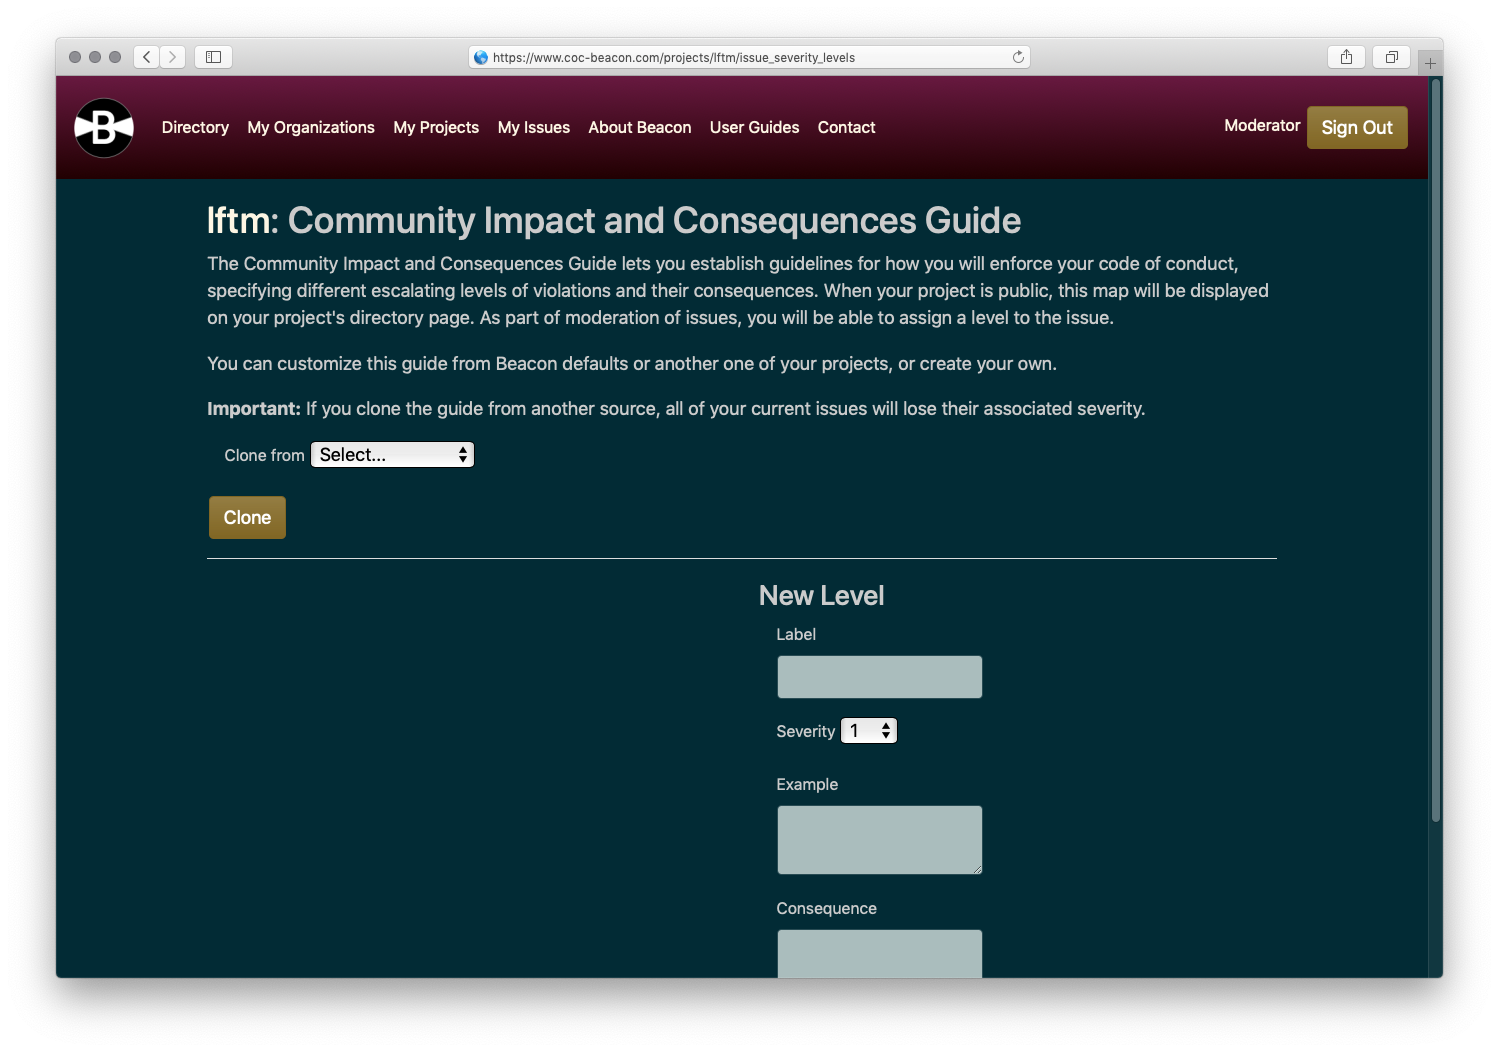 https://www.coc-beacon.com/projects/lftm/issue_severity_levels
B
Directory My Organizations My Projects My Issues About Beacon User Guides Contact
Moderator Sign Out
lftm: Community Impact and Consequences Guide
The Community Impact and Consequences Guide lets you establish guidelines for how you will enforce your code of conduct,
specifying different escalating levels of violations and their consequences. When your project is public, this map will be displayed
on your project's directory page. As part of moderation of issues, you will be able to assign a level to the issue.
You can customize this guide from Beacon defaults or another one of your projects, or create your own.
Important: If you clone the guide from another source, all of your current issues will lose their associated severity.
Clone from Select...
Clone
New Level
Label
Severity 1
Example
Consequence